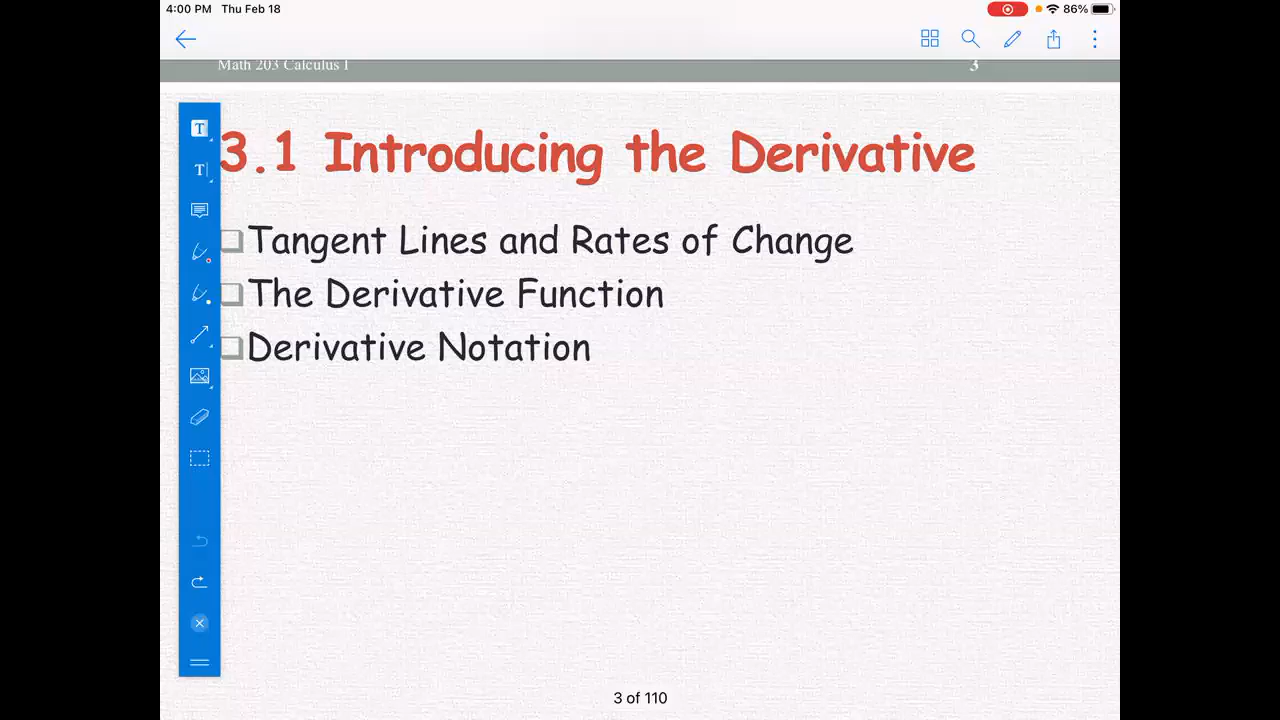 4:00 PM Thu Feb 18
86%
Math 203 Calculus I 3
3.1 Introducing the Derivative
Tangent Lines and Rates of Change
The Derivative Function
Derivative Notation
T
T
3 of 110